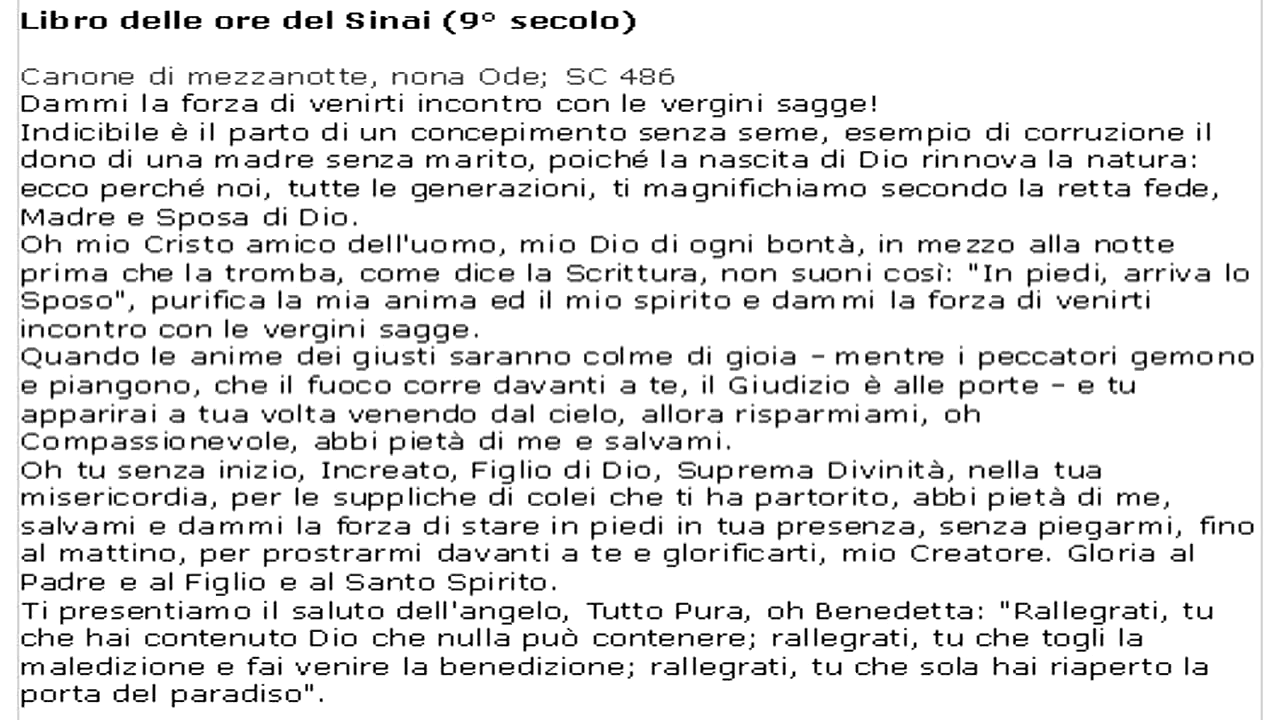 Libro delle ore del Sinai (9° secolo)
Canone di mezzanotte, nona Ode; SC 486
Dammi la forza di venirti incontro con le vergini sagge!
Indicibile è il parto di un concepimento senza seme, esempio di corruzione il
dono di una madre senza marito, poiché la nascita di Dio rinnova la natura:
ecco perché noi, tutte le generazioni, ti magnifichiamo secondo la retta fede,
Madre e Sposa di Dio.
Oh mio Cristo amico dell'uomo, mio Dio di ogni bontà, in mezzo alla notte
prima che la tromba, come dice la Scrittura, non suoni così: "In piedi, arriva lo
Sposo", purifica la mia anima ed il mio spirito e dammi la forza di venirti
incontro con le vergini sagge.
Quando le anime dei giusti saranno colme di gioia – mentre i peccatori gemono
e piangono, che il fuoco corre davanti a te, il Giudizio è alle porte – e tu
apparirai a tua volta venendo dal cielo, allora risparmiami, oh
Compassionevole, abbi pietà di me e salvami.
Oh tu senza inizio, Increato, Figlio di Dio, Suprema Divinità, nella tua
misericordia, per le suppliche di colei che ti ha partorito, abbi pietà di me,
salvami e dammi la forza di stare in piedi in tua presenza, senza piegarmi, fino
al mattino, per prostrarmi davanti a te e glorificarti, mio Creatore. Gloria al
Padre e al Figlio e al Santo Spirito.
Ti presentiamo il saluto dell'angelo, Tutto Pura, oh Benedetta: "Rallegrati, tu
che hai contenuto Dio che nulla può contenere; rallegrati, tu che togli la
maledizione e fai venire la benedizione; rallegrati, tu che sola hai riaperto la
porta del paradiso".